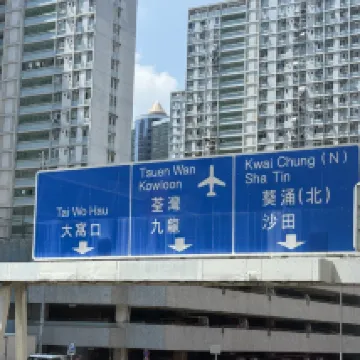 Tai Wo Hau
大窩口
Tsuen Wan
Kowloon
荃灣
九龍
Kwai Chung (N)
Sha Tin
葵涌(北)
沙田